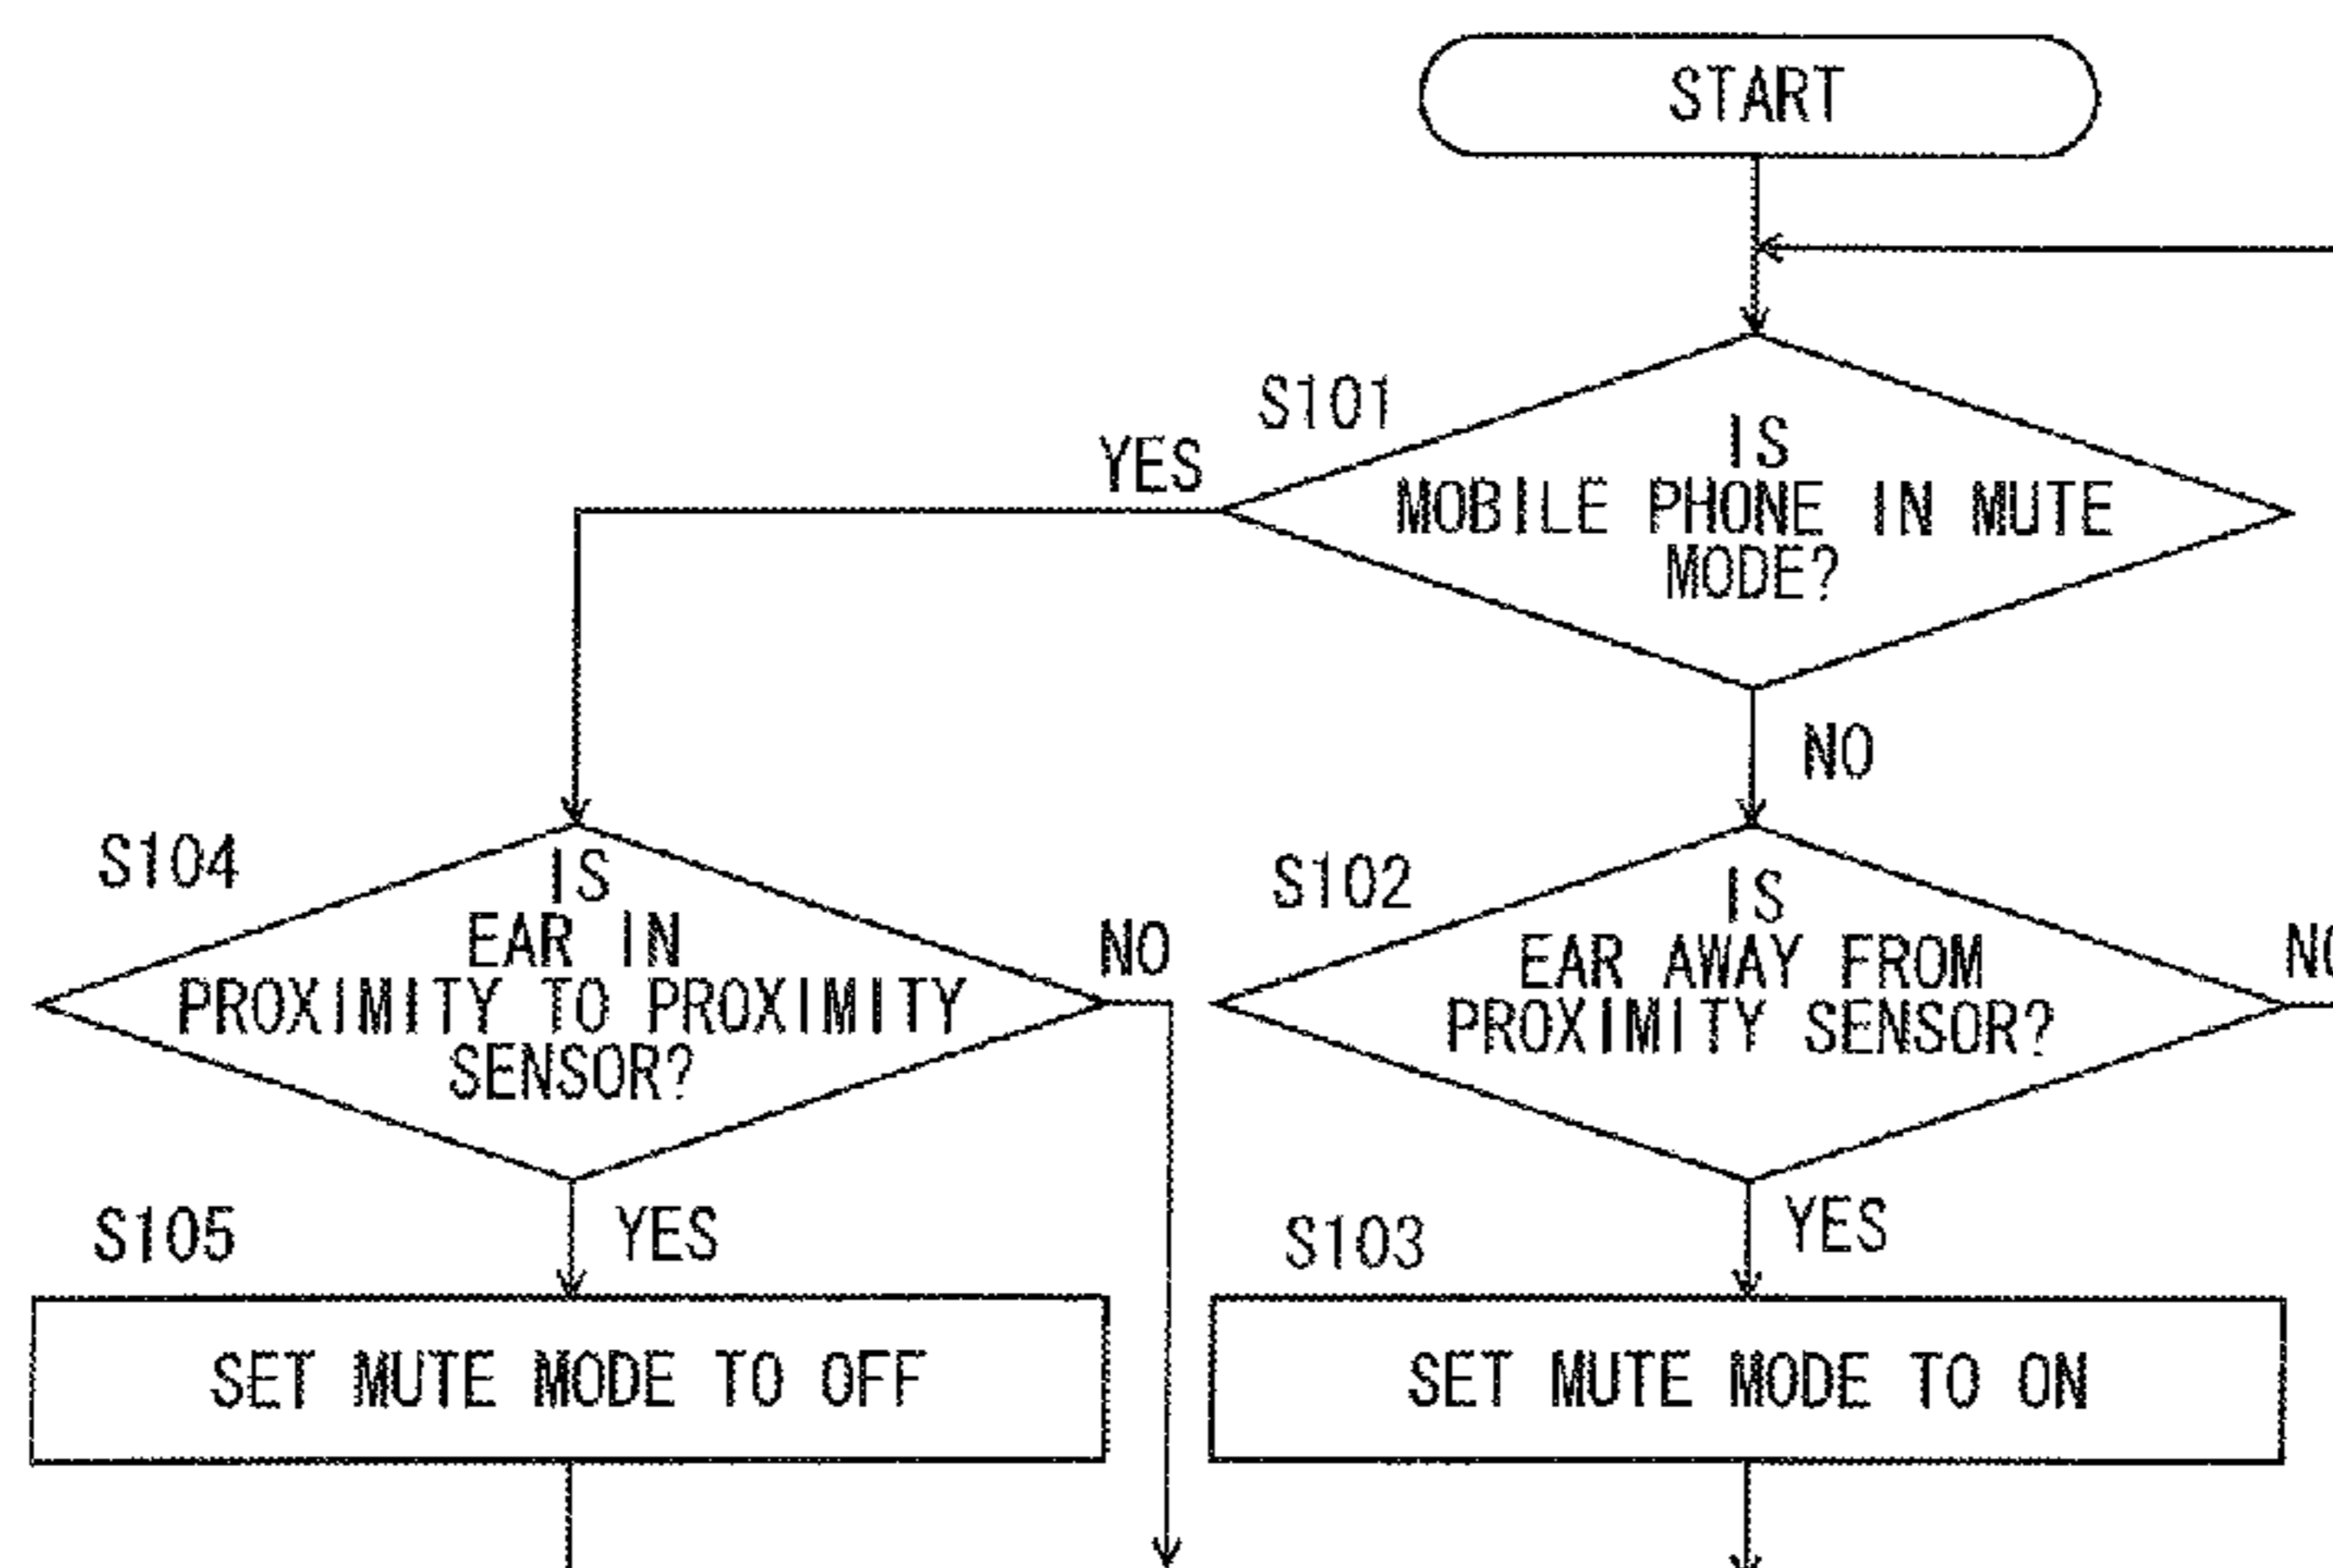 START
S101
YES
IS
MOBILE PHONE IN MUTE
MODE?
NO
S104
IS
EAR IN
PROXIMITY TO PROXIMITY
SENSOR?
NO
S102
IS
EAR AWAY FROM
PROXIMITY SENSOR?
NO
S105
YES
S103
YES
SET MUTE MODE TO OFF
SET MUTE MODE TO ON